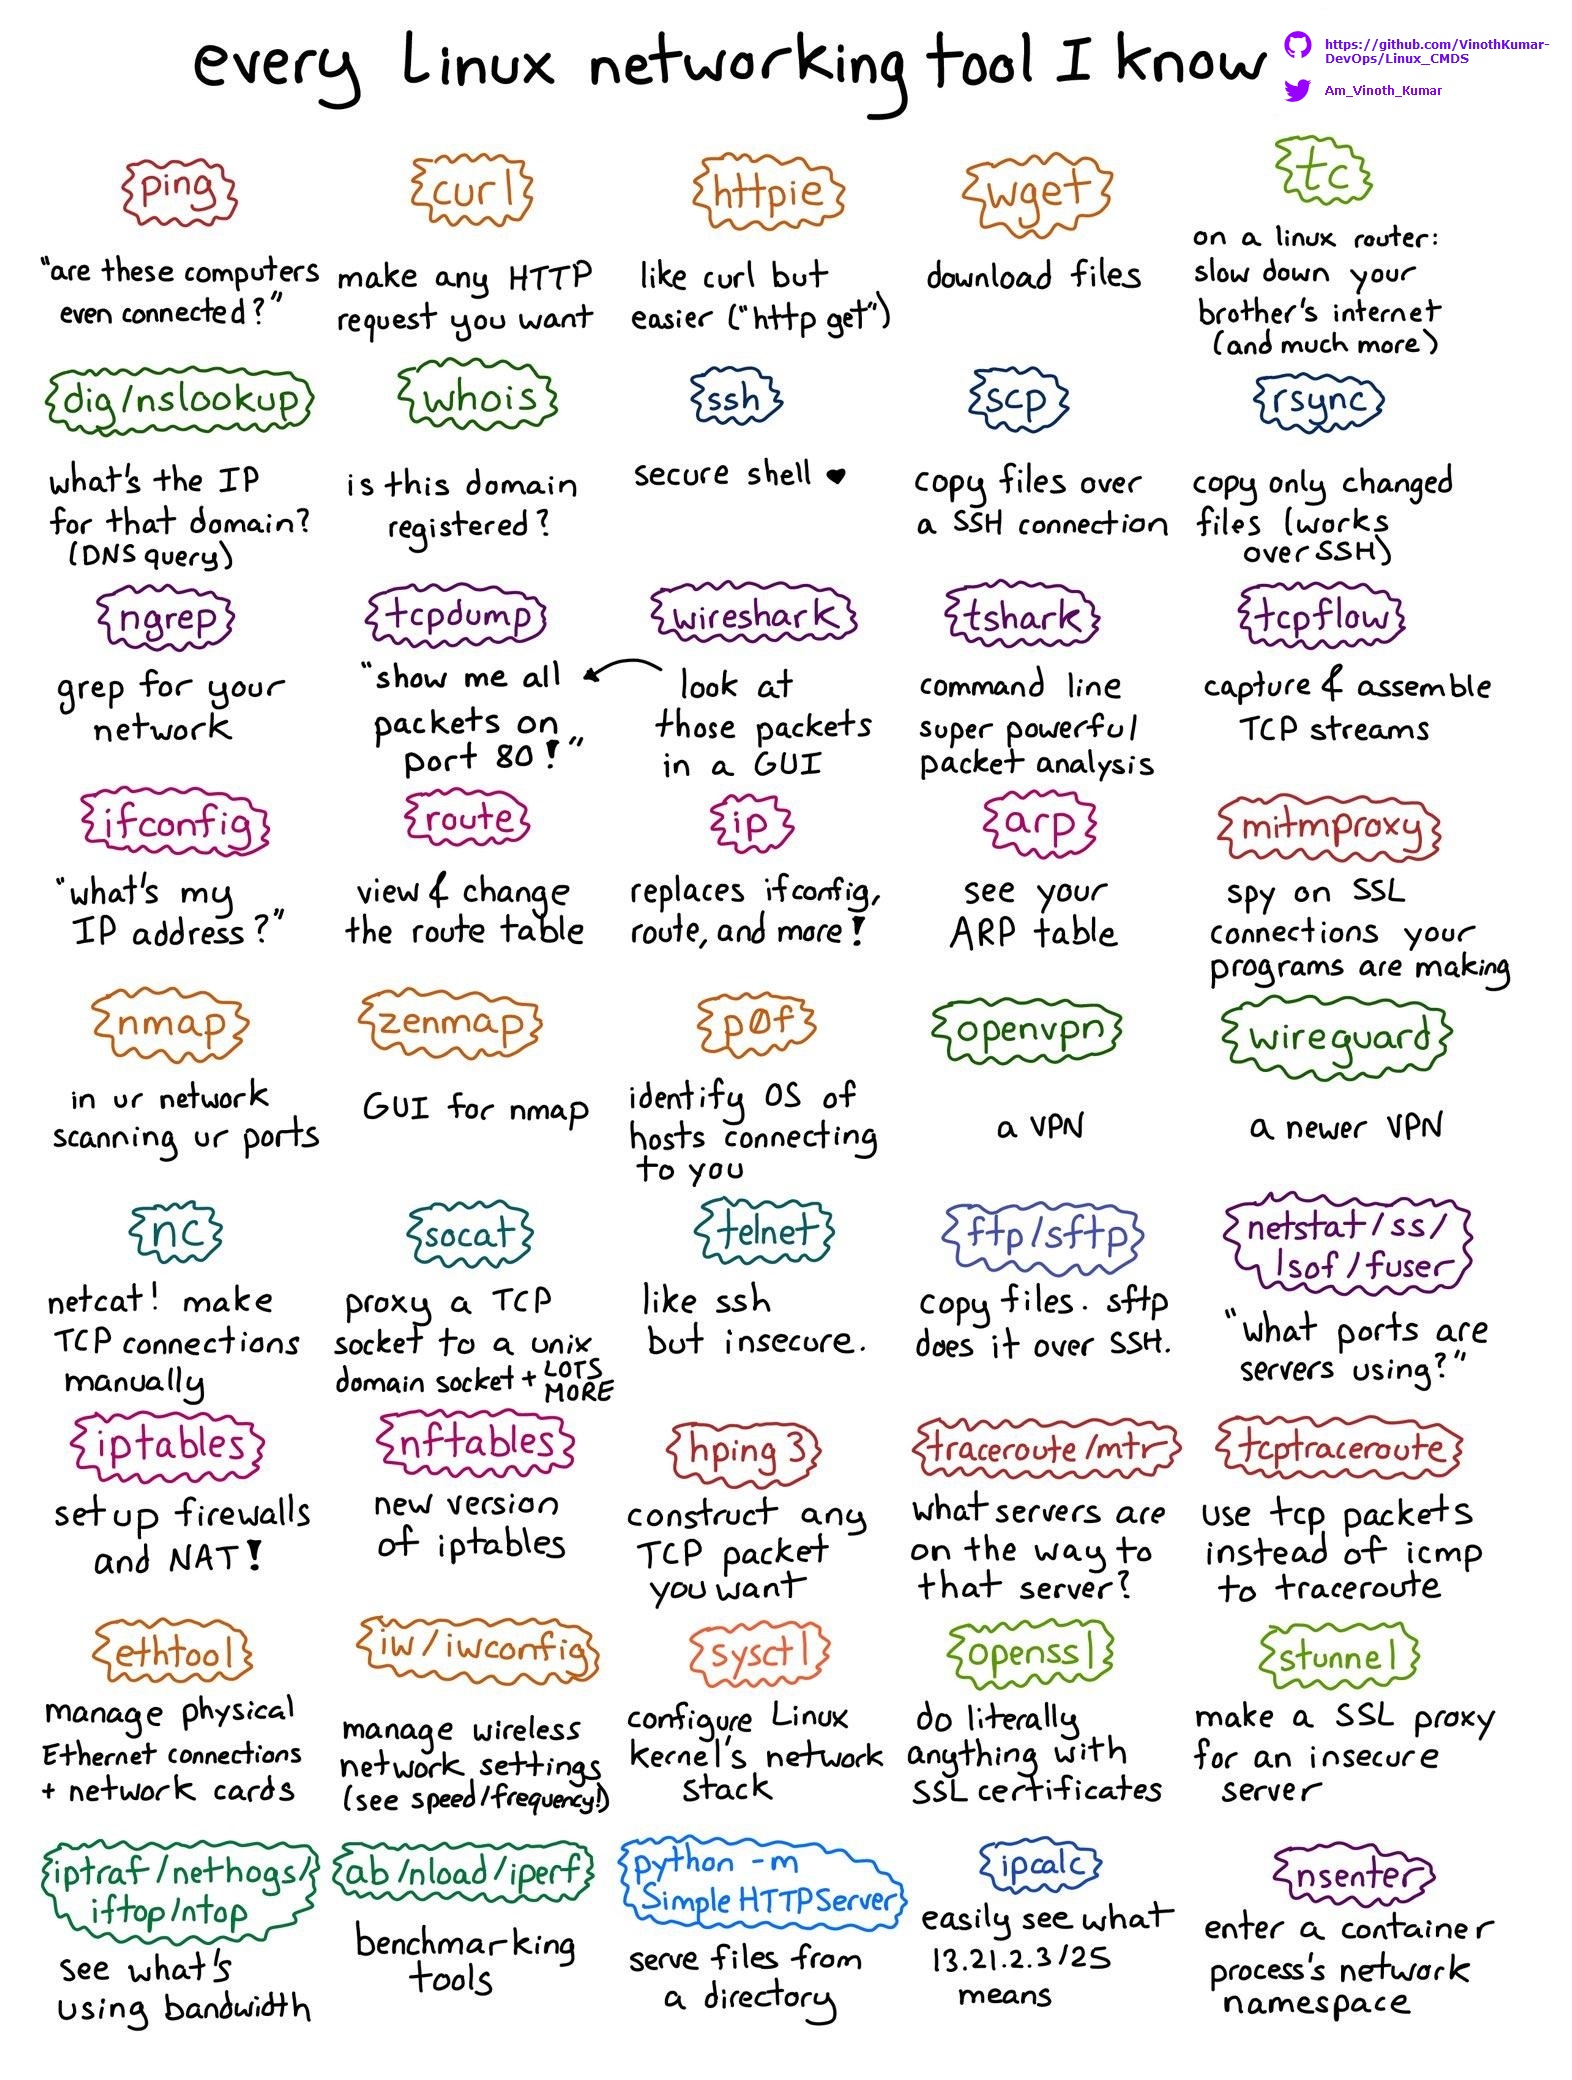 every Linux networking tool I know
https://github.com/VinothKumar-
DevOps/Linux_CMDS
Am_Vinoth_Kumar
ping
"are these computers
even connected?"
curl
make any HTTP
request you want
httpie
like curl but
easier ("http get")
wget
download files
tc
on a linux router:
slow down your
brother's internet
(and much more)
dig/nslookup
what's the IP
for that domain?
(DNS query)
whois
is this domain
registered?
ssh
secure shell ♥
scp
copy files over
a SSH connection
rsync
copy only changed
files (works
over SSH)
ngrep
grep for your
network
tcpdump
"show me all
packets on
port 80!"
wireshark
look at
those packets
in a GUI
tshark
command line
super powerful
packet analysis
tcpflow
capture & assemble
TCP streams
ifconfig
"what's my
IP address?"
route
view & change
the route table
ip
replaces ifconfig,
route, and more!
arp
see your
ARP table
mitmproxy
spy on SSL
connections your
programs are making
nmap
in ur network
scanning ur ports
zenmap
GUI for nmap
p0f
identify OS of
hosts connecting
to you
openvpn
a VPN
wireguard
a newer VPN
nc
netcat! make
TCP connections
manually
socat
proxy a TCP
socket to a unix
domain socket + LOTS
MORE
telnet
like ssh
but insecure.
ftp/sftp
copy files. sftp
does it over SSH.
netstat/ss/
lsof/fuser
"what ports are
servers using?"
iptables
set up firewalls
and NAT!
nftables
new version
of iptables
hping3
construct any
TCP packet
you want
traceroute/mtr
what servers are
on the way to
that server?
tcptraceroute
use tcp packets
instead of icmp
to traceroute
ethtool
manage physical
Ethernet connections
+ network cards
iw/iwconfig
manage wireless
network settings
(see speed/frequency!)
sysctl
configure Linux
kernel's network
stack
openssl
do literally
anything with
SSL certificates
stunnel
make a SSL proxy
for an insecure
server
iptraf/nethogs/
iftop/ntop
see what's
using bandwidth
ab/nload/iperf
benchmarking
tools
python -m
SimpleHTTPServer
serve files from
a directory
ipcalc
easily see what
13.21.2.3/25
means
nsenter
enter a container
process's network
namespace